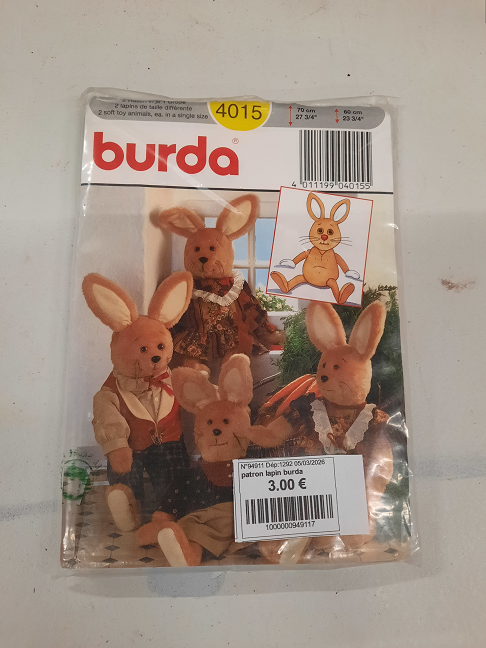 2 lapins de taille différente
2 soft toy animals, ea. in a single size
4015
70 cm
27 3/4"
60 cm
23 3/4"
burda®
4 011199 040155
N°94911 Dép:1292 05/03/2026
patron lapin burda
3.00 €
1000000949117